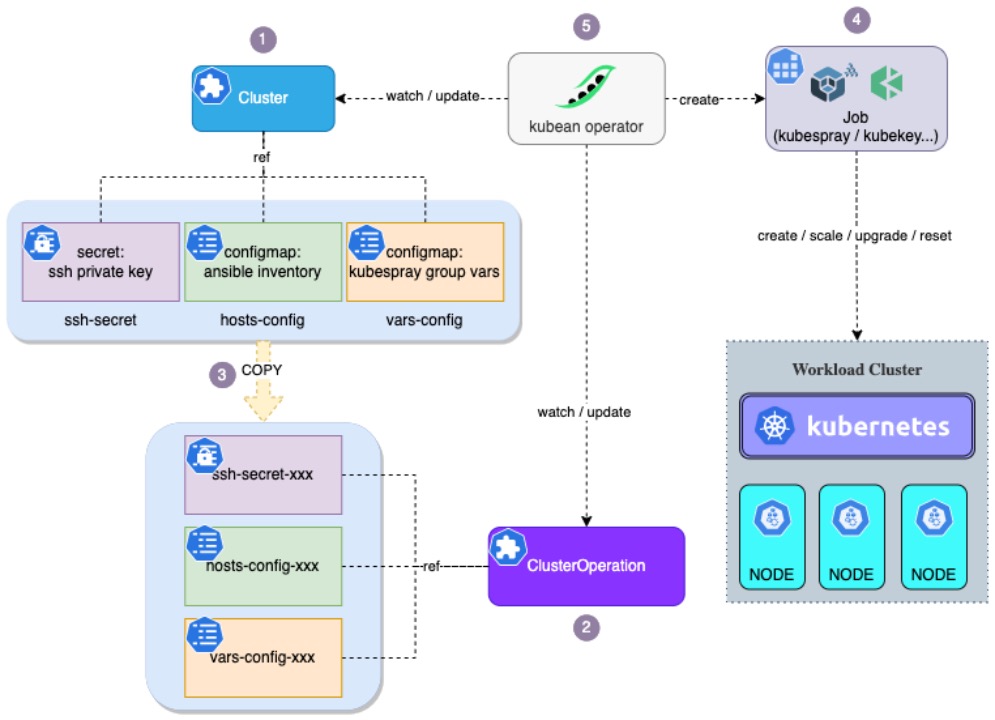 1
5
4
Cluster
watch / update
kubean operator
create
Job
(kubespray / kubekey...)
ref
secret:
ssh private key
configmap:
ansible inventory
configmap:
kubespray group vars
ssh-secret
hosts-config
vars-config
create / scale / upgrade / reset
3
COPY
Workload Cluster
kubernetes
watch / update
ssh-secret-xxx
hosts-config-xxx
vars-config-xxx
ref
ClusterOperation
2
NODE
NODE
NODE